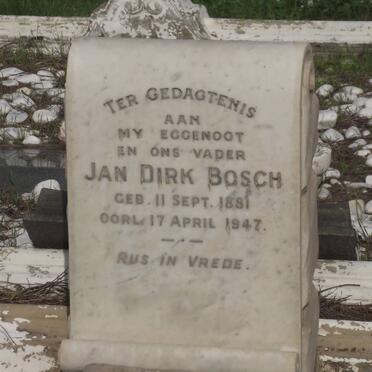 TER GEDAGTENIS
AAN
MY EGGENOOT
EN ONS VADER
JAN DIRK BOSCH
GEB. 11 SEPT. 1881
OORL. 17 APRIL 1947.
RUS IN VREDE.